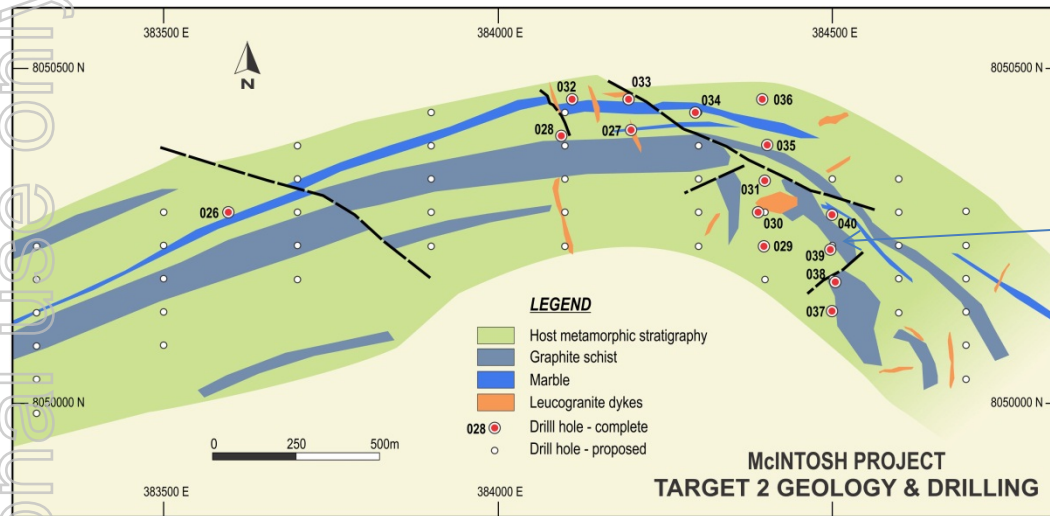 383500 E
384000 E
384500 E
8050500 N
8050500 N
N
032
033
034
036
028
027
035
031
026
030
040
029
039
038
037
LEGEND
Host metamorphic stratigraphy
Graphite schist
Marble
Leucogranite dykes
028 Drilll hole - complete
Drill hole - proposed
8050000 N
8050000 N
0 250 500m
McINTOSH PROJECT
TARGET 2 GEOLOGY & DRILLING
383500 E
384000 E
384500 E